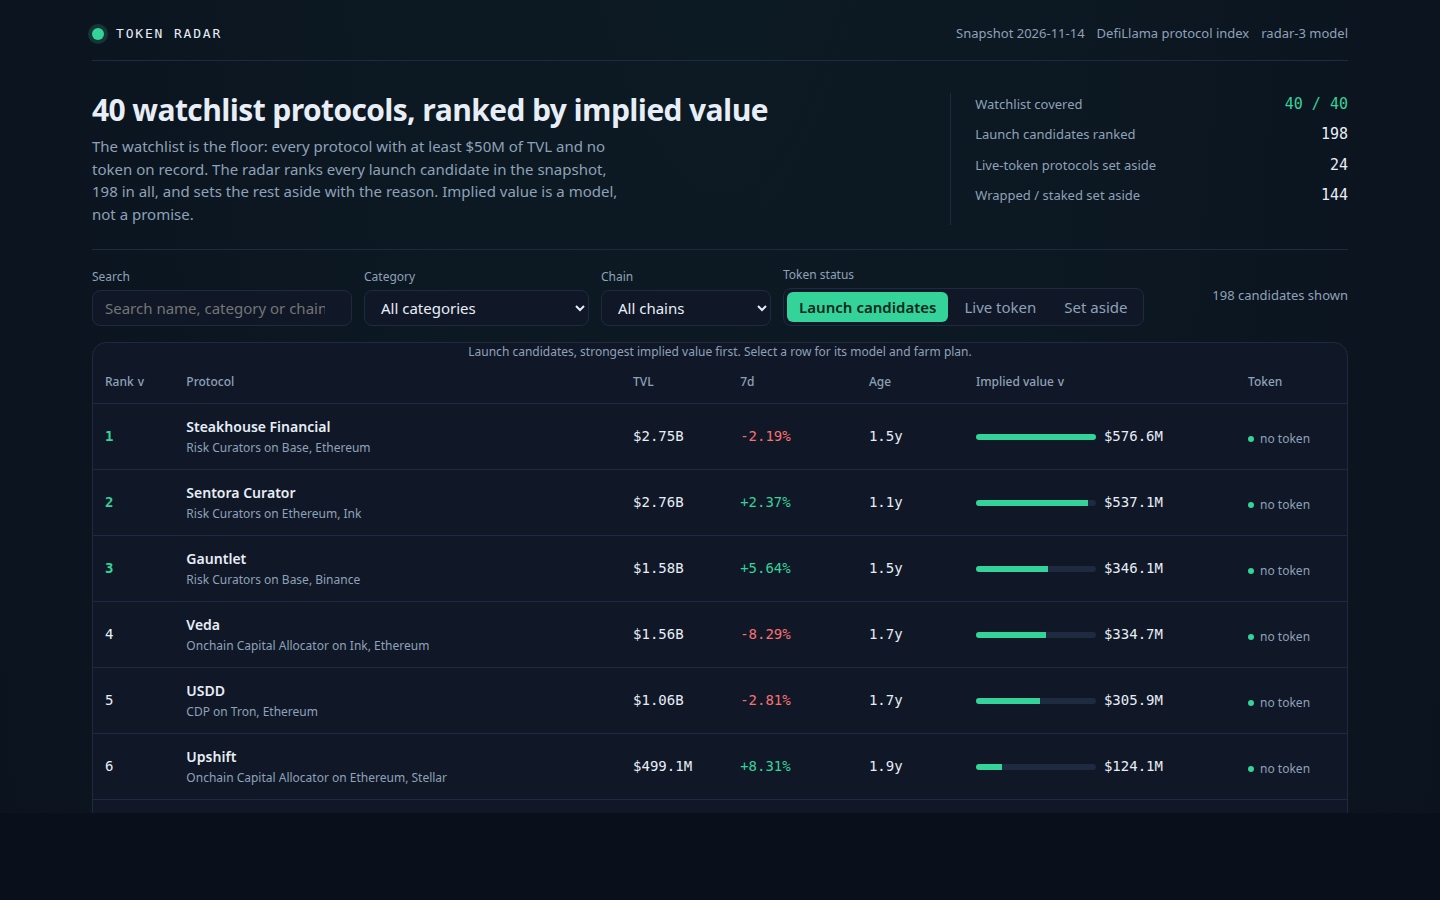 TOKEN RADAR
Snapshot 2026-11-14 DefiLlama protocol index radar-3 model
40 watchlist protocols, ranked by implied value
The watchlist is the floor: every protocol with at least $50M of TVL and no
token on record. The radar ranks every launch candidate in the snapshot,
198 in all, and sets the rest aside with the reason. Implied value is a model,
not a promise.
Watchlist covered 40 / 40
Launch candidates ranked 198
Live-token protocols set aside 24
Wrapped / staked set aside 144
Search Category Chain Token status
Search name, category or chain All categories All chains Launch candidates Live token Set aside 198 candidates shown
Launch candidates, strongest implied value first. Select a row for its model and farm plan.
Rank v Protocol TVL 7d Age Implied value v Token
1 Steakhouse Financial $2.75B -2.19% 1.5y $576.6M no token
Risk Curators on Base, Ethereum
2 Sentora Curator $2.76B +2.37% 1.1y $537.1M no token
Risk Curators on Ethereum, Ink
3 Gauntlet $1.58B +5.64% 1.5y $346.1M no token
Risk Curators on Base, Binance
4 Veda $1.56B -8.29% 1.7y $334.7M no token
Onchain Capital Allocator on Ink, Ethereum
5 USDD $1.06B -2.81% 1.7y $305.9M no token
CDP on Tron, Ethereum
6 Upshift $499.1M +8.31% 1.9y $124.1M no token
Onchain Capital Allocator on Ethereum, Stellar